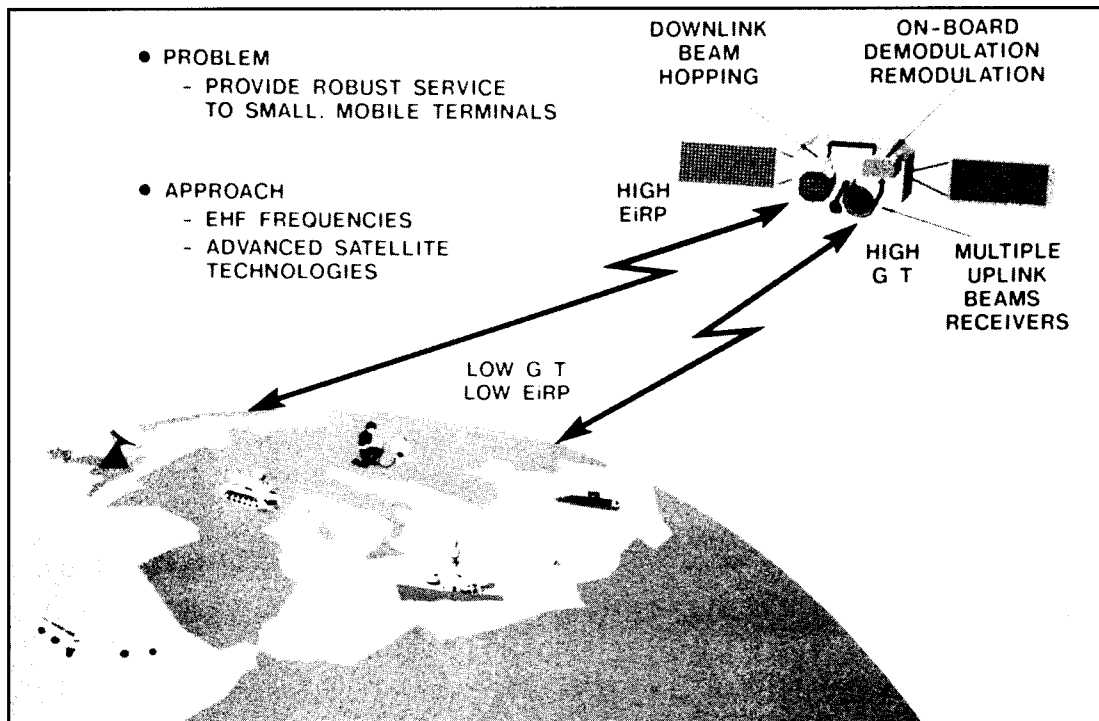 ● PROBLEM
- PROVIDE ROBUST SERVICE
TO SMALL. MOBILE TERMINALS
● APPROACH
- EHF FREQUENCIES
- ADVANCED SATELLITE
TECHNOLOGIES
DOWNLINK
BEAM
HOPPING
ON-BOARD
DEMODULATION
REMODULATION
HIGH
EiRP
HIGH
G T
MULTIPLE
UPLINK
BEAMS
RECEIVERS
LOW G T
LOW EiRP